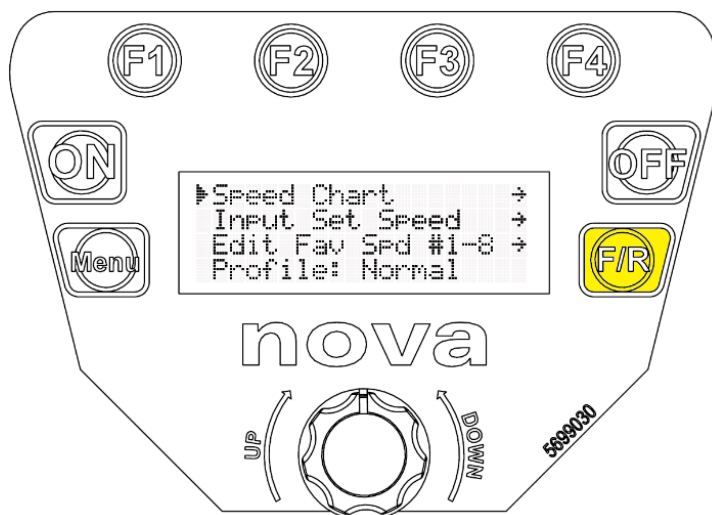 F1 F2 F3 F4
ON
OFF
Speed Chart →
Input Set Speed →
Edit Fav Spd #1-8 →
Profile: Normal
Menu
F/R
nova
UP
DOWN
5699030